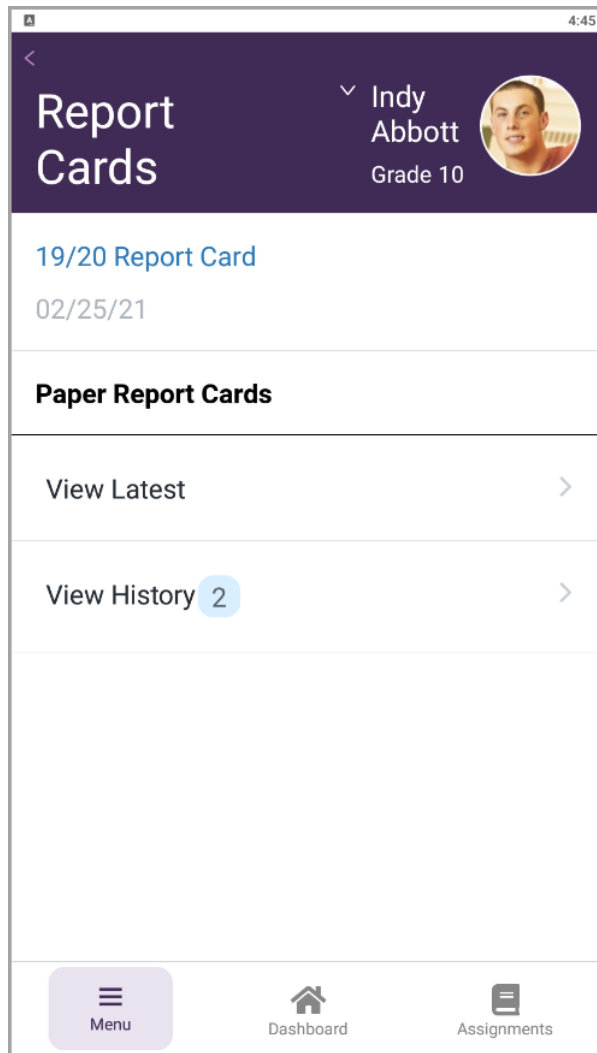 A
4:45
Report
Cards
Indy
Abbott
Grade 10
19/20 Report Card
02/25/21
Paper Report Cards
View Latest
View History 2
Menu
Dashboard
Assignments